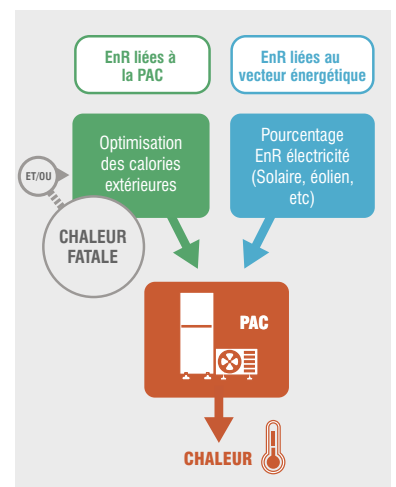 EnR liées à
la PAC
EnR liées au
vecteur énergétique
Optimisation
des calories
extérieures
Pourcentage
EnR électricité
(Solaire, éolien,
etc)
ET/OU
CHALEUR
FATALE
PAC
CHALEUR